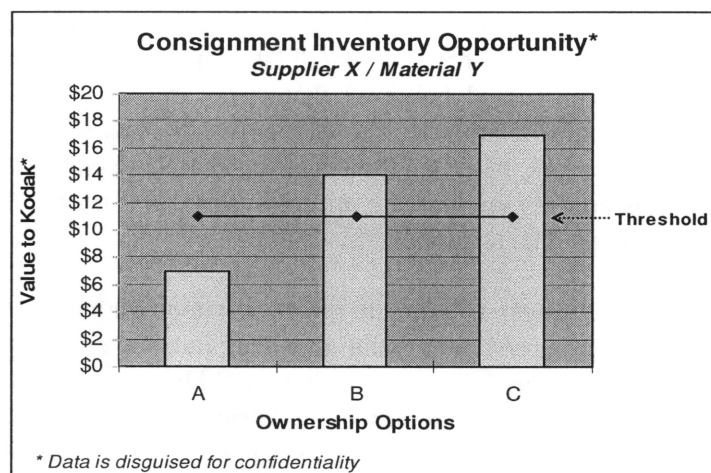 Consignment Inventory Opportunity*
Supplier X / Material Y
$20
$18
$16
$14
$12
$10
$8
$6
$4
$2
$0
Value to Kodak*
Threshold
A B C
Ownership Options
* Data is disguised for confidentiality